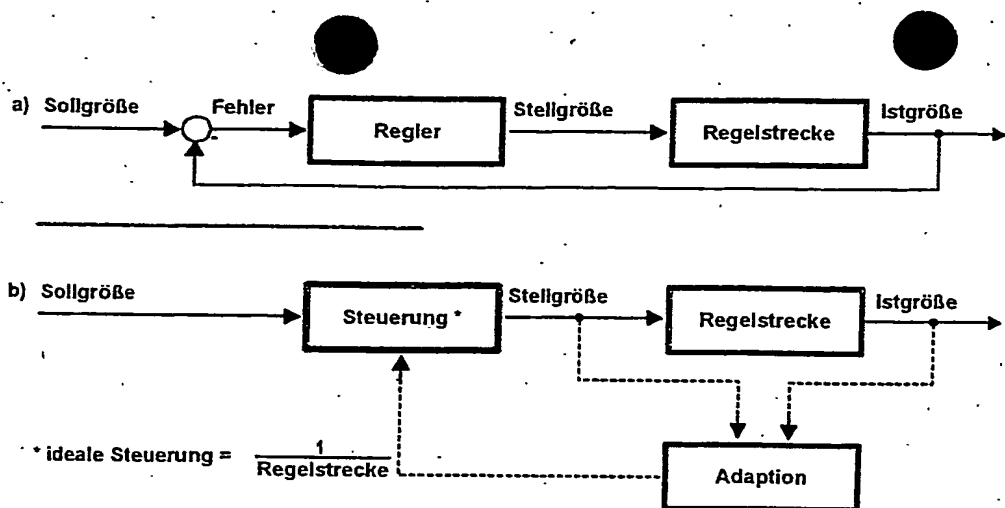 a) Sollgröße
Fehler
Regler
Stellgröße
Regelstrecke
Istgröße
b) Sollgröße
Steuerung *
Stellgröße
Regelstrecke
Istgröße
* ideale Steuerung = 1
Regelstrecke
Adaption